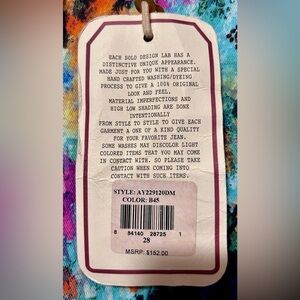 EACH SOLD DESIGN LAB HAS A
DISTINCTIVE UNIQUE APPEARANCE.
MADE JUST FOR YOU WITH A SPECIAL
HAND CRAFTED WASHING/DYEING
PROCESS TO GIVE A 100% ORIGINAL
LOOK AND FEEL.
MATERIAL IMPERFECTIONS AND
HIGH LOW SHADING ARE DONE
INTENTIONALLY
FROM STYLE TO STYLE TO GIVE EACH
GARMENT A ONE OF A KIND QUALITY
FOR YOUR FAVORITE JEAN.
SOME WASHES MAY DISCOLOR LIGHT
COLORED ITEMS THAT YOU MAY COME
IN CONTACT WITH. SO PLEASE TAKE
CAUTION WHEN COMING INTO
CONTACT WITH SUCH ITEMS.
STYLE: AY229120DM
COLOR: B45
8 84140 28725 1
28
MSRP: $152.00